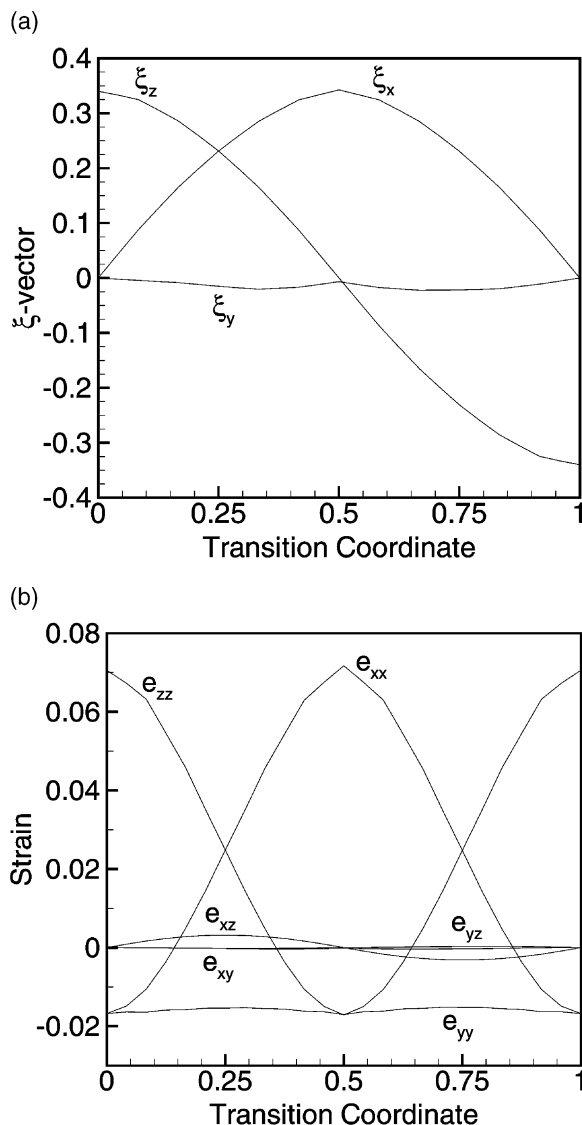 (a)
0.4
0.3
0.2
0.1
0
-0.1
-0.2
-0.3
-0.4
ξ-vector
ξz
ξx
ξy
0 0.25 0.5 0.75 1
Transition Coordinate
(b)
0.08
0.06
0.04
0.02
0
-0.02
Strain
ezz
exx
exz
eyz
exy
eyy
0 0.25 0.5 0.75 1
Transition Coordinate